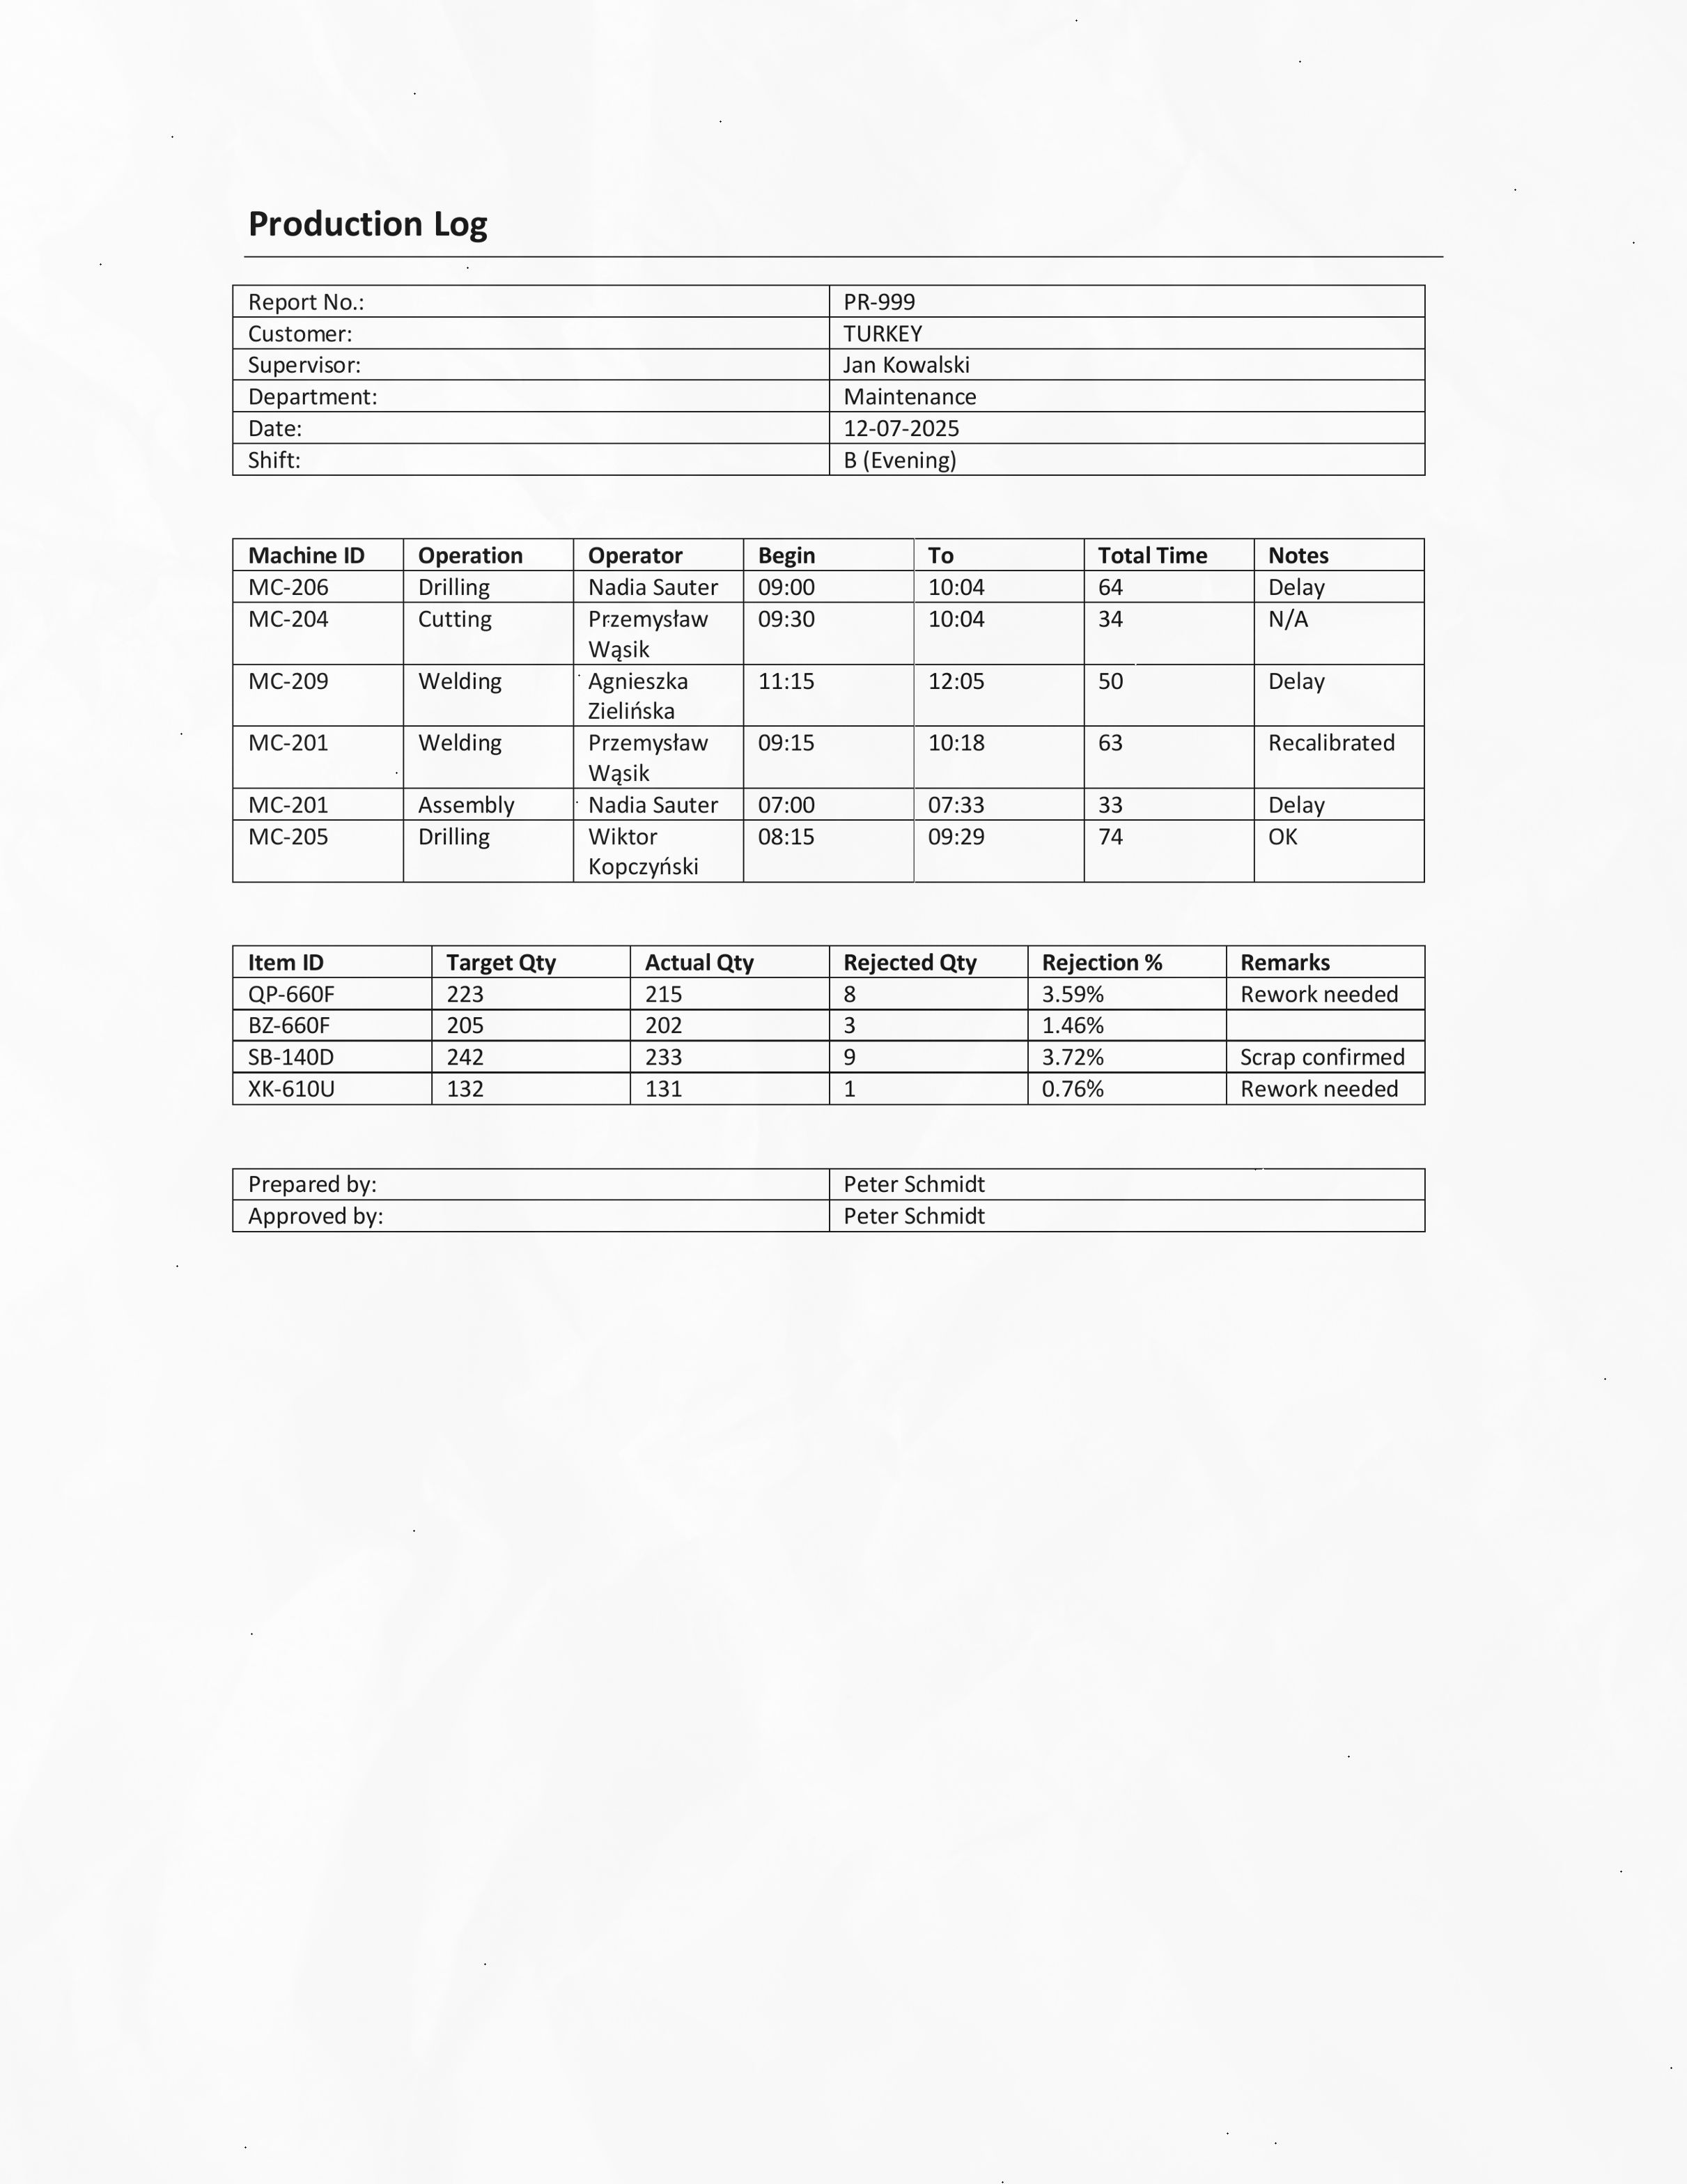 Production Log
Report No.: PR-999
Customer: TURKEY
Supervisor: Jan Kowalski
Department: Maintenance
Date: 12-07-2025
Shift: B (Evening)
Machine ID Operation Operator Begin To Total Time Notes
MC-206 Drilling Nadia Sauter 09:00 10:04 64 Delay
MC-204 Cutting Przemysław 09:30 10:04 34 N/A
Wąsik
MC-209 Welding Agnieszka 11:15 12:05 50 Delay
Zielińska
MC-201 Welding Przemysław 09:15 10:18 63 Recalibrated
Wąsik
MC-201 Assembly Nadia Sauter 07:00 07:33 33 Delay
MC-205 Drilling Wiktor 08:15 09:29 74 OK
Kopczyński
Item ID Target Qty Actual Qty Rejected Qty Rejection % Remarks
QP-660F 223 215 8 3.59% Rework needed
BZ-660F 205 202 3 1.46%
SB-140D 242 233 9 3.72% Scrap confirmed
XK-610U 132 131 1 0.76% Rework needed
Prepared by: Peter Schmidt
Approved by: Peter Schmidt